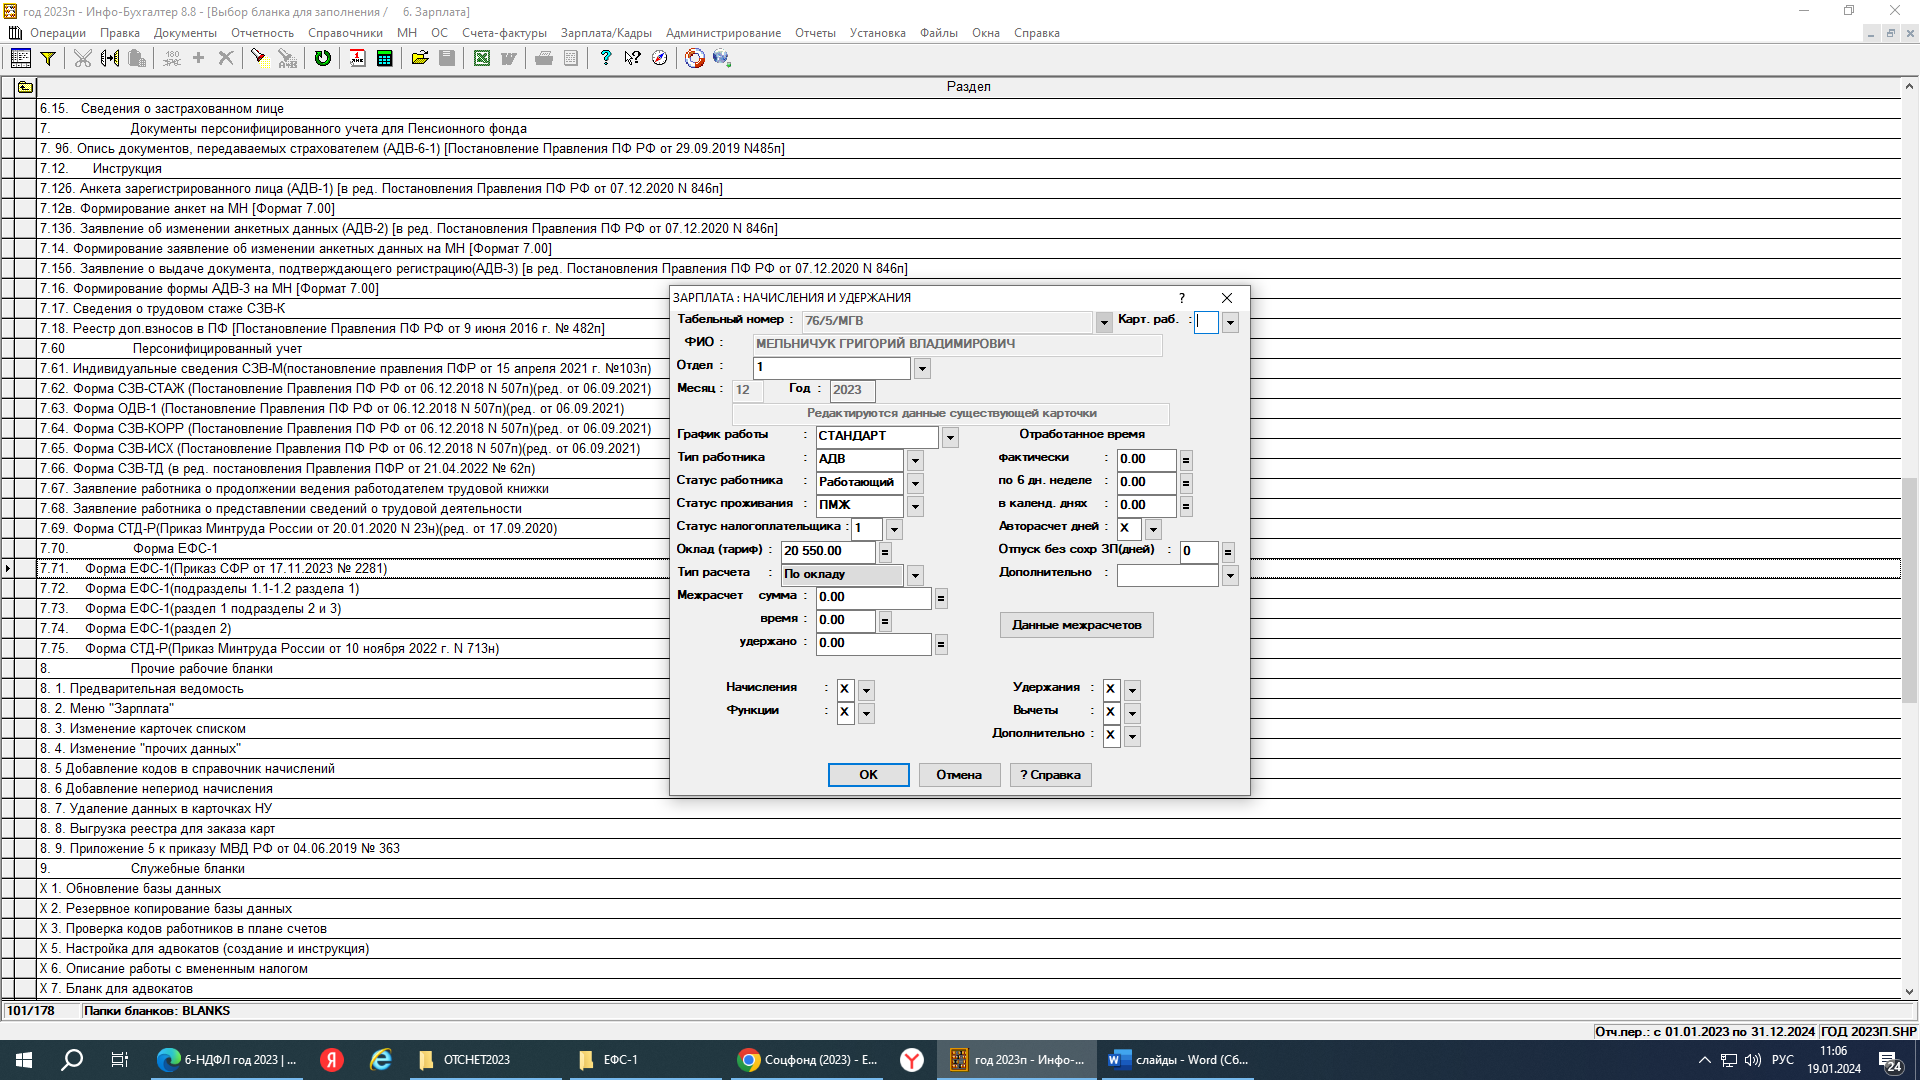 год 2023п - Инфо-Бухгалтер 8.8 - [Выбор бланка для заполнения / 6. Зарплата]
Операции Правка Документы Отчетность Справочники МН ОС Счета-фактуры Зарплата/Кадры Администрирование Отчеты Установка Файлы Окна Справка
Раздел
6.15. Сведения о застрахованном лице
7. Документы персонифицированного учета для Пенсионного фонда
7. 9б. Опись документов, передаваемых страхователем (АДВ-6-1) [Постановление Правления ПФ РФ от 29.09.2019 N485п]
7.12. Инструкция
7.12б. Анкета зарегистрированного лица (АДВ-1) [в ред. Постановления Правления ПФ РФ от 07.12.2020 N 846п]
7.12в. Формирование анкет на МН [Формат 7.00]
7.13б. Заявление об изменении анкетных данных (АДВ-2) [в ред. Постановления Правления ПФ РФ от 07.12.2020 N 846п]
7.14. Формирование заявление об изменении анкетных данных на МН [Формат 7.00]
7.15б. Заявление о выдаче документа, подтверждающего регистрацию(АДВ-3) [в ред. Постановления Правления ПФ РФ от 07.12.2020 N 846п]
7.16. Формирование формы АДВ-3 на МН [Формат 7.00]
7.17. Сведения о трудовом стаже СЗВ-К
7.18. Реестр доп.взносов в ПФ [Постановление Правления ПФ РФ от 9 июня 2016 г. № 482п]
7.60 Персонифицированный учет
7.61. Индивидуальные сведения СЗВ-М(постановление правления ПФР от 15 апреля 2021 г. №103п)
7.62. Форма СЗВ-СТАЖ (Постановление Правления ПФ РФ от 06.12.2018 N 507п)(ред. от 06.09.2021)
7.63. Форма ОДВ-1 (Постановление Правления ПФ РФ от 06.12.2018 N 507п)(ред. от 06.09.2021)
7.64. Форма СЗВ-КОРР (Постановление Правления ПФ РФ от 06.12.2018 N 507п)(ред. от 06.09.2021)
7.65. Форма СЗВ-ИСХ (Постановление Правления ПФ РФ от 06.12.2018 N 507п)(ред. от 06.09.2021)
7.66. Форма СЗВ-ТД (в ред. постановления Правления ПФР от 21.04.2022 № 62п)
7.67. Заявление работника о продолжении ведения работодателем трудовой книжки
7.68. Заявление работника о представлении сведений о трудовой деятельности
7.69. Форма СТД-Р(Приказ Минтруда России от 20.01.2020 N 23н)(ред. от 17.09.2020)
7.70. Форма ЕФС-1
7.71. Форма ЕФС-1(Приказ СФР от 17.11.2023 № 2281)
7.72. Форма ЕФС-1(подразделы 1.1-1.2 раздела 1)
7.73. Форма ЕФС-1(раздел 1 подразделы 2 и 3)
7.74. Форма ЕФС-1(раздел 2)
7.75. Форма СТД-Р(Приказ Минтруда России от 10 ноября 2022 г. N 713н)
8. Прочие рабочие бланки
8. 1. Предварительная ведомость
8. 2. Меню "Зарплата"
8. 3. Изменение карточек списком
8. 4. Изменение "прочих данных"
8. 5 Добавление кодов в справочник начислений
8. 6 Добавление непериод начисления
8. 7. Удаление данных в карточках НУ
8. 8. Выгрузка реестра для заказа карт
8. 9. Приложение 5 к приказу МВД РФ от 04.06.2019 № 363
9. Служебные бланки
X 1. Обновление базы данных
X 2. Резервное копирование базы данных
X 3. Проверка кодов работников в плане счетов
X 5. Настройка для адвокатов (создание и инструкция)
X 6. Описание работы с вмененным налогом
X 7. Бланк для адвокатов
ЗАРПЛАТА : НАЧИСЛЕНИЯ И УДЕРЖАНИЯ ?
Табельный номер : 76/5/МГВ Карт. раб. :
ФИО : МЕЛЬНИЧУК ГРИГОРИЙ ВЛАДИМИРОВИЧ
Отдел : 1
Месяц : 12 Год : 2023
Редактируются данные существующей карточки
График работы : СТАНДАРТ Отработанное время
Тип работника : АДВ фактически : 0.00 =
Статус работника : Работающий по 6 дн. неделе : 0.00 =
Статус проживания : ПМЖ в календ. днях : 0.00 =
Статус налогоплательщика : 1 Авторасчет дней : X
Оклад (тариф) : 20 550.00 = Отпуск без сохр ЗП(дней) : 0 =
Тип расчета : По окладу Дополнительно :
Межрасчет сумма : 0.00 =
время : 0.00 = Данные межрасчетов
удержано : 0.00 =
Начисления : X Удержания : X
Функции : X Вычеты : X
Дополнительно : X
OK Отмена ? Справка
101/178 Папки бланков: BLANKS
Отч.пер.: с 01.01.2023 по 31.12.2024 ГОД 2023П.SHP
6-НДФЛ год 2023 | ... ОТСНЕТ2023 ЕФС-1 Соцфонд (2023) - Е... год 2023п - Инфо-... слайды - Word (Сб... РУС 11:06
19.01.2024 24